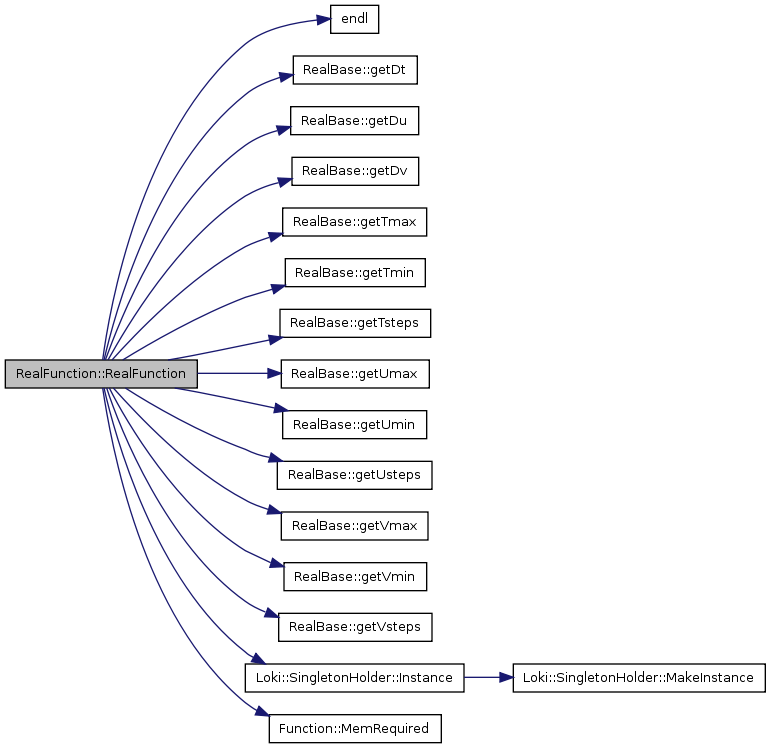 endl
RealBase::getDt
RealBase::getDu
RealBase::getDv
RealBase::getTmax
RealBase::getTmin
RealBase::getTsteps
RealFunction::RealFunction
RealBase::getUmax
RealBase::getUmin
RealBase::getUsteps
RealBase::getVmax
RealBase::getVmin
RealBase::getVsteps
Loki::SingletonHolder::Instance
Loki::SingletonHolder::MakeInstance
Function::MemRequired